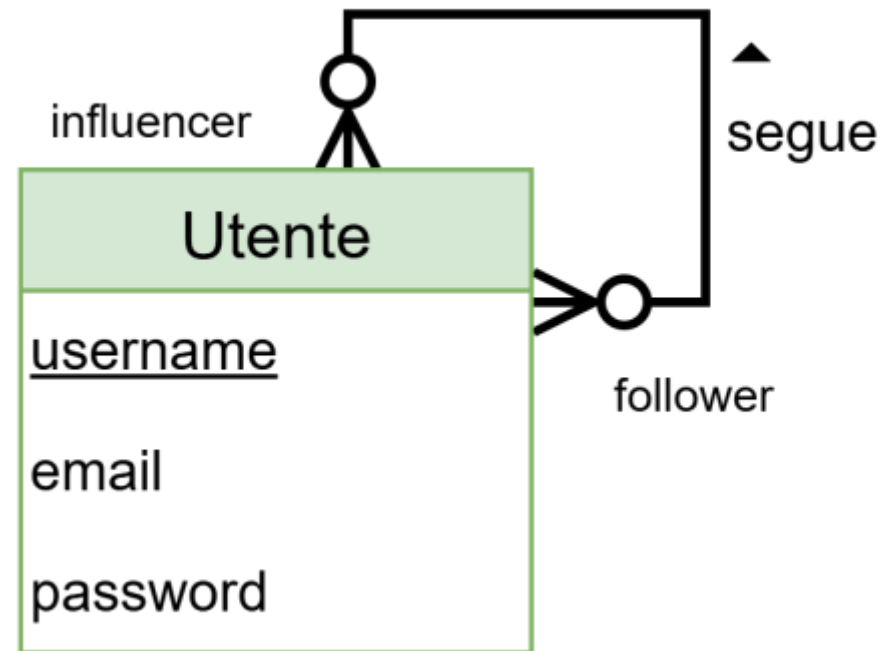 influencer
segue
Utente
username
follower
email
password